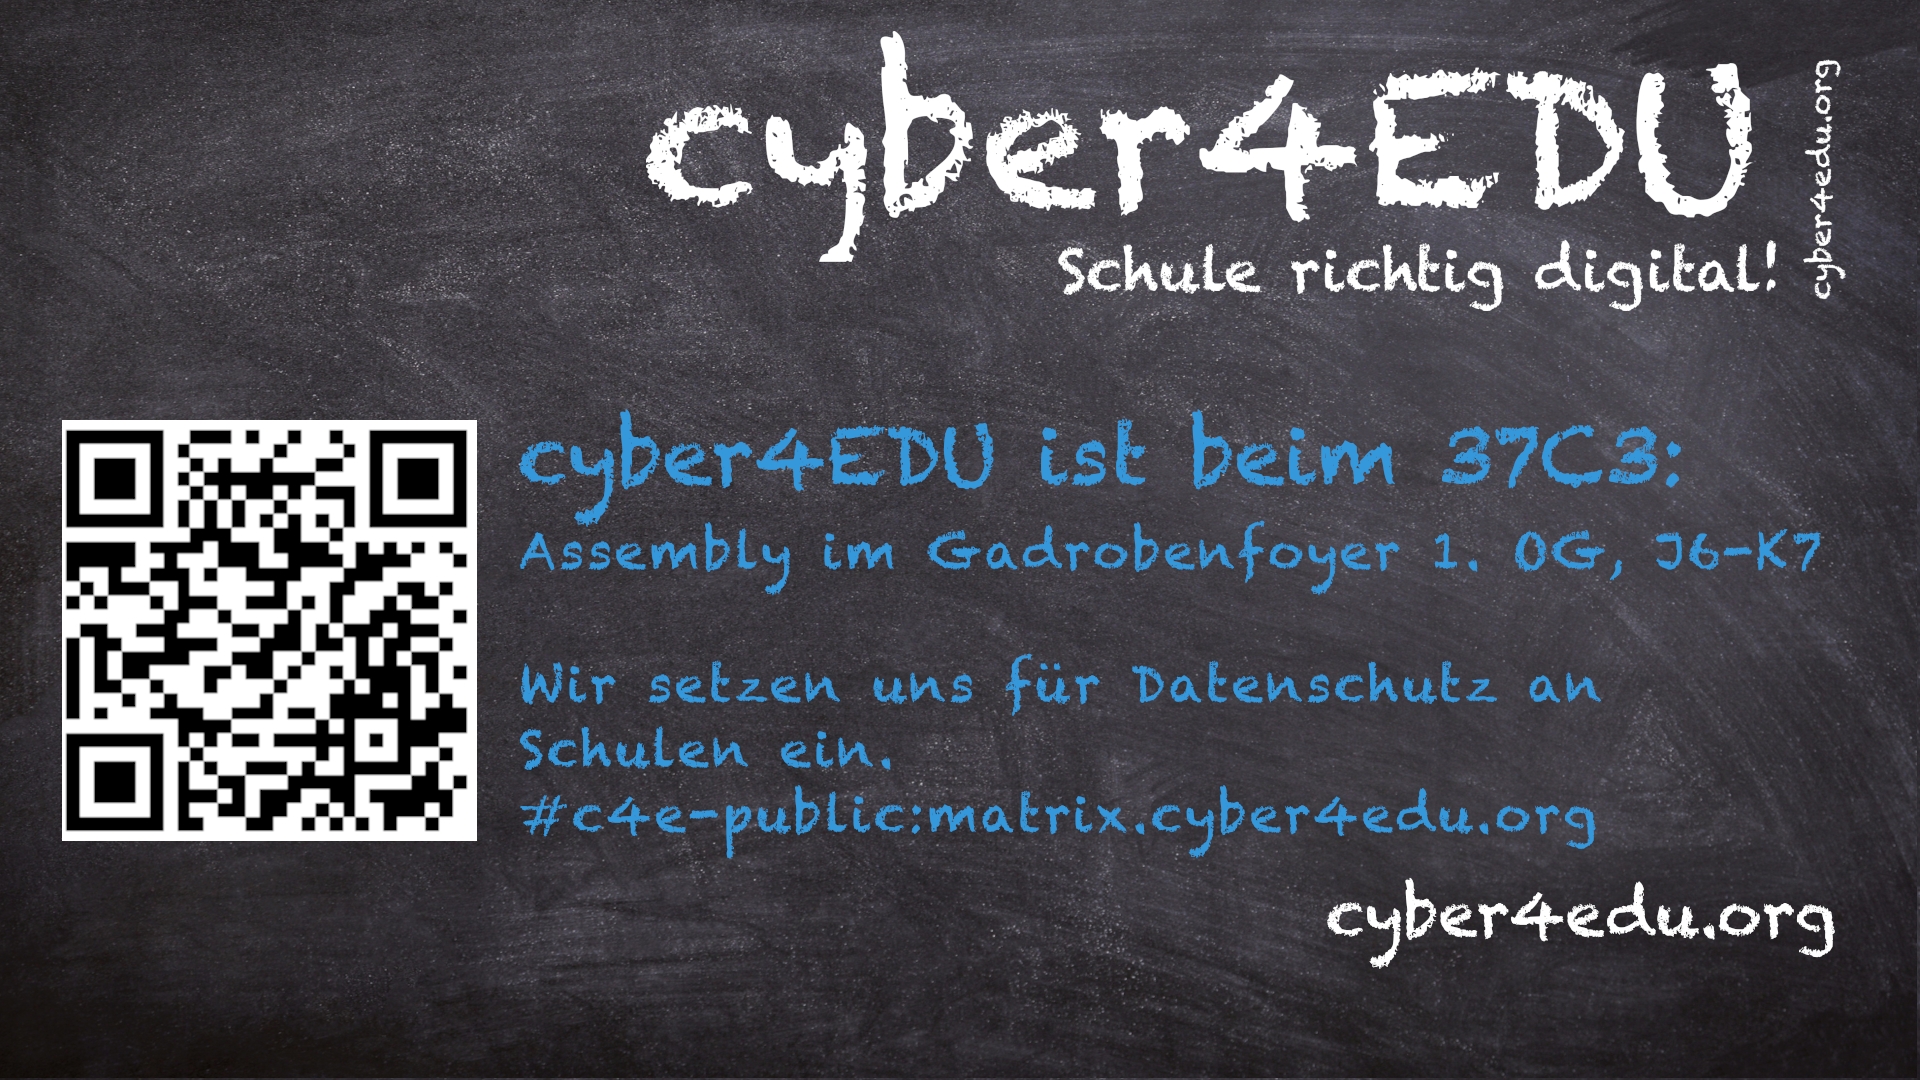 cyber4EDU
cyber4edu.org
Schule richtig digital!
cyber4EDU ist beim 37C3:
Assembly im Gadrobenfoyer 1. OG, J6-K7
Wir setzen uns für Datenschutz an
Schulen ein.
#c4e-public:matrix.cyber4edu.org
cyber4edu.org